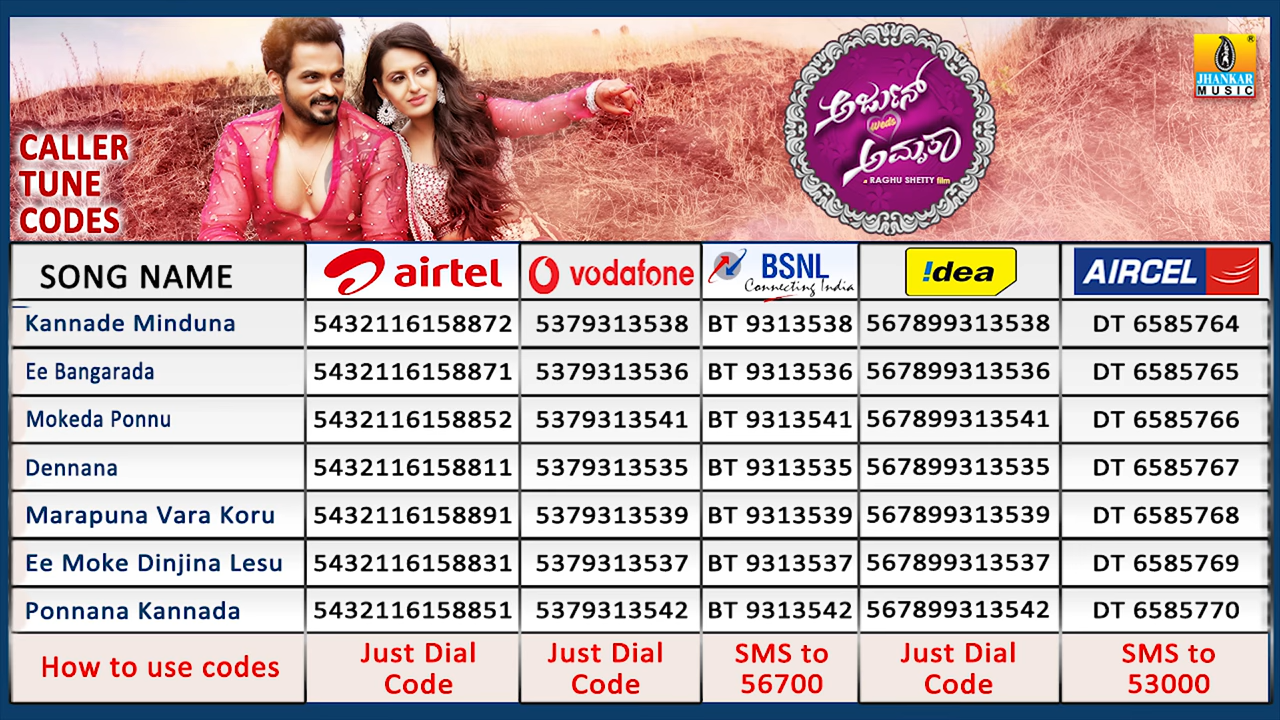 ಅರ್ಜುನ್
weds
ಅಮೃತಾ
a RAGHU SHETTY film
JHANKAR
MUSIC
®
CALLER
TUNE
CODES
SONG NAME airtel vodafone BSNL Connecting India !dea AIRCEL
Kannade Minduna 5432116158872 5379313538 BT 9313538 567899313538 DT 6585764
Ee Bangarada 5432116158871 5379313536 BT 9313536 567899313536 DT 6585765
Mokeda Ponnu 5432116158852 5379313541 BT 9313541 567899313541 DT 6585766
Dennana 5432116158811 5379313535 BT 9313535 567899313535 DT 6585767
Marapuna Vara Koru 5432116158891 5379313539 BT 9313539 567899313539 DT 6585768
Ee Moke Dinjina Lesu 5432116158831 5379313537 BT 9313537 567899313537 DT 6585769
Ponnana Kannada 5432116158851 5379313542 BT 9313542 567899313542 DT 6585770
How to use codes Just Dial Code Just Dial Code SMS to 56700 Just Dial Code SMS to 53000